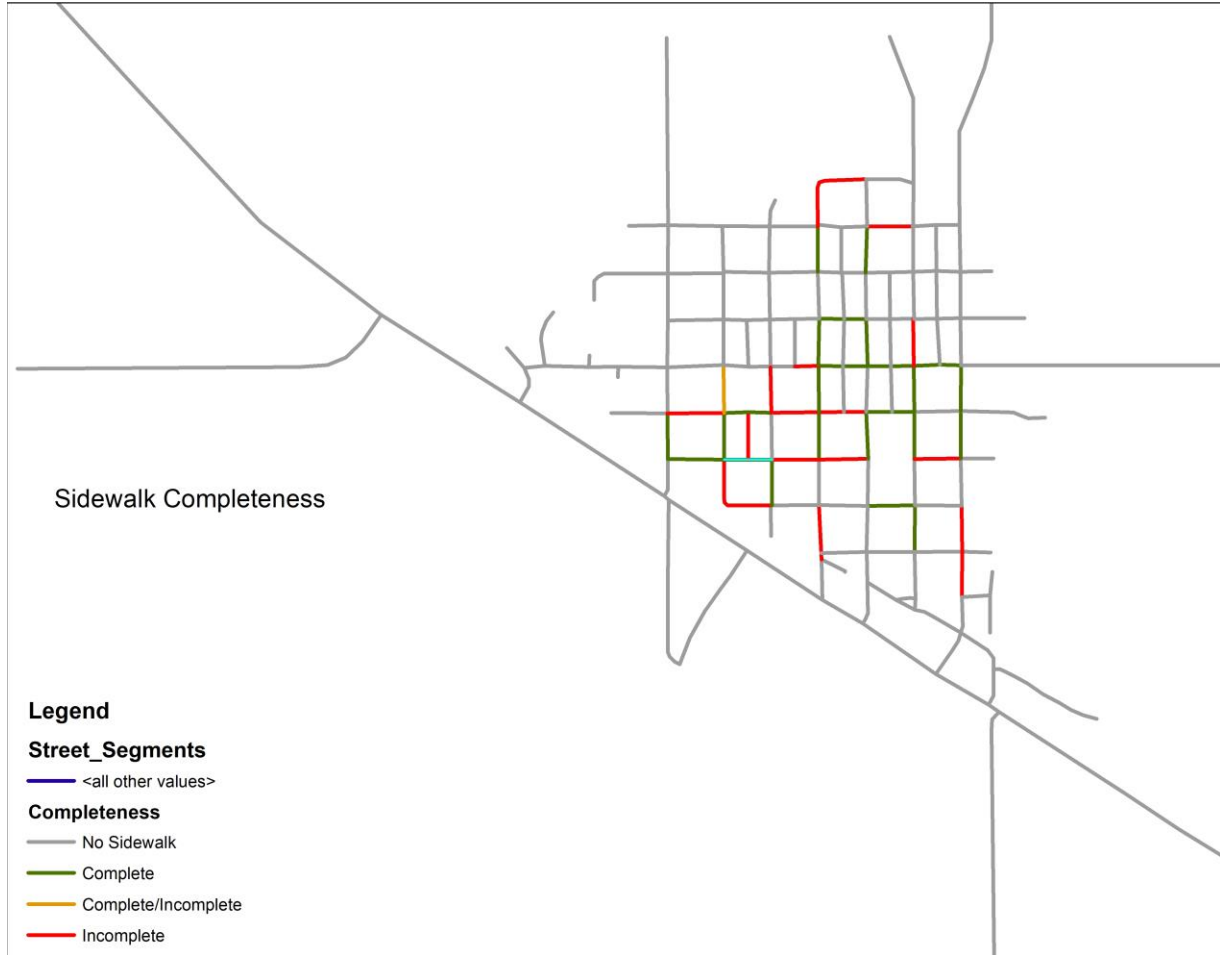 Sidewalk Completeness
Legend
Street_Segments
<all other values>
Completeness
No Sidewalk
Complete
Complete/Incomplete
Incomplete